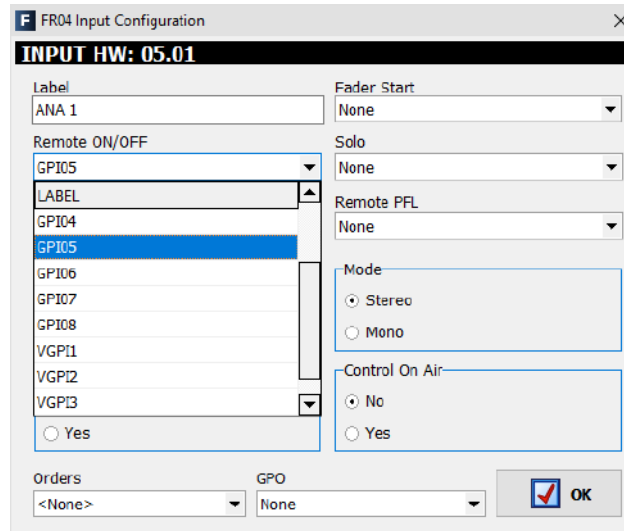 F FR04 Input Configuration
INPUT HW: 05.01
Label
ANA 1
Remote ON/OFF
GPI05
LABEL
GPI04
GPI05
GPI06
GPI07
GPI08
VGPI1
VGPI2
VGPI3
Yes
Fader Start
None
Solo
None
Remote PFL
None
Mode
Stereo
Mono
Control On Air
No
Yes
Orders
<None>
GPO
None
OK